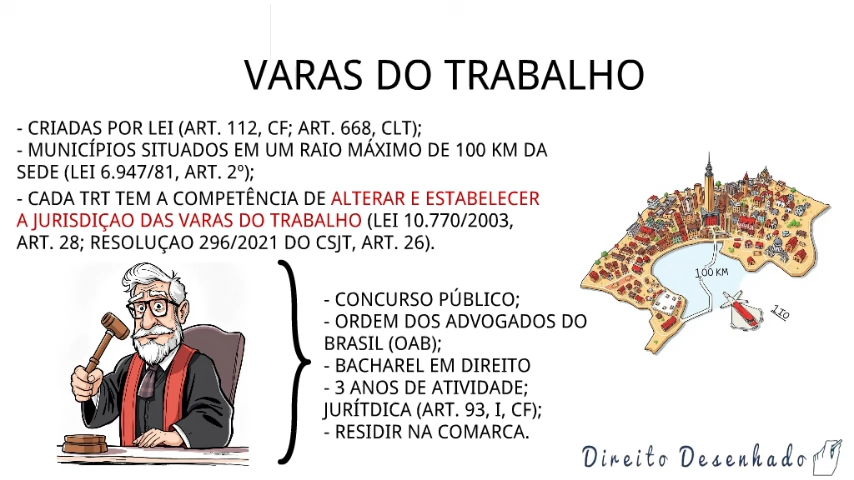 VARAS DO TRABALHO
- CRIADAS POR LEI (ART. 112, CF; ART. 668, CLT);
- MUNICÍPIOS SITUADOS EM UM RAIO MÁXIMO DE 100 KM DA
SEDE (LEI 6.947/81, ART. 2º);
- CADA TRT TEM A COMPETÊNCIA DE ALTERAR E ESTABELECER
A JURISDIÇAO DAS VARAS DO TRABALHO (LEI 10.770/2003,
ART. 28; RESOLUÇAO 296/2021 DO CSJT, ART. 26).
100 KM
- CONCURSO PÚBLICO;
- ORDEM DOS ADVOGADOS DO
BRASIL (OAB);
- BACHAREL EM DIREITO
- 3 ANOS DE ATIVIDADE;
JURÍTDICA (ART. 93, I, CF);
- RESIDIR NA COMARCA.
Direito Desenhado